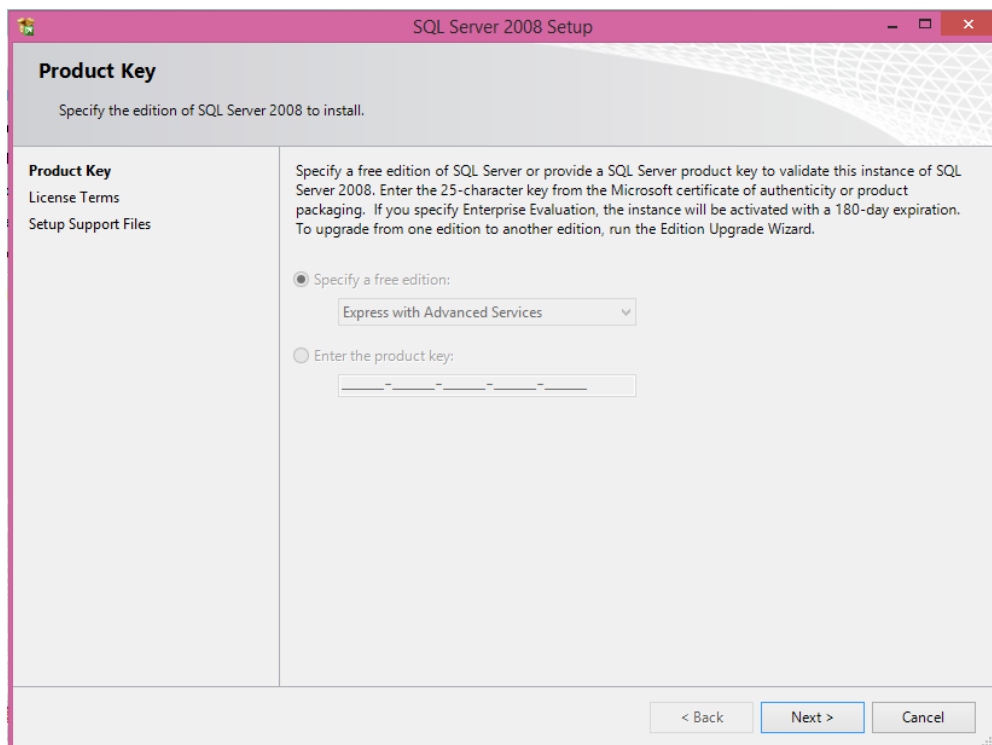 SQL Server 2008 Setup
Product Key
Specify the edition of SQL Server 2008 to install.
Product Key
License Terms
Setup Support Files
Specify a free edition of SQL Server or provide a SQL Server product key to validate this instance of SQL
Server 2008. Enter the 25-character key from the Microsoft certificate of authenticity or product
packaging.  If you specify Enterprise Evaluation, the instance will be activated with a 180-day expiration.
To upgrade from one edition to another edition, run the Edition Upgrade Wizard.
Specify a free edition:
Express with Advanced Services
Enter the product key:
_____-_____-_____-_____-_____
< Back
Next >
Cancel